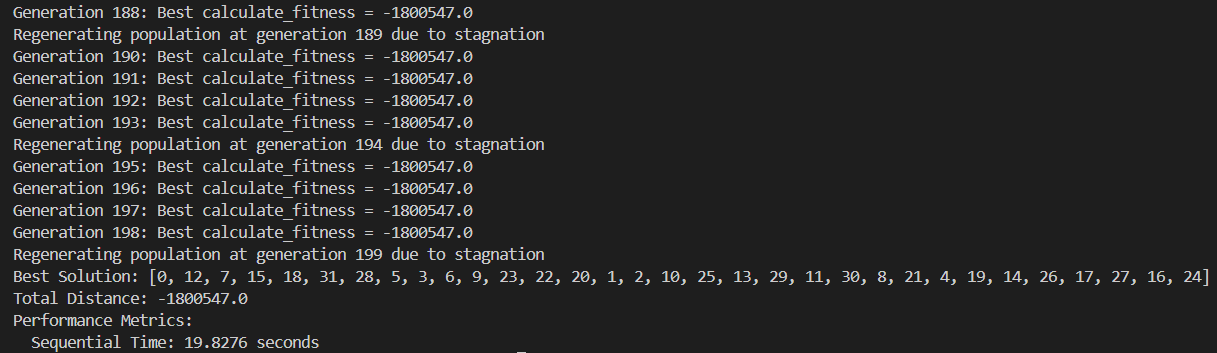 Generation 188: Best calculate_fitness = -1800547.0
Regenerating population at generation 189 due to stagnation
Generation 190: Best calculate_fitness = -1800547.0
Generation 191: Best calculate_fitness = -1800547.0
Generation 192: Best calculate_fitness = -1800547.0
Generation 193: Best calculate_fitness = -1800547.0
Regenerating population at generation 194 due to stagnation
Generation 195: Best calculate_fitness = -1800547.0
Generation 196: Best calculate_fitness = -1800547.0
Generation 197: Best calculate_fitness = -1800547.0
Generation 198: Best calculate_fitness = -1800547.0
Regenerating population at generation 199 due to stagnation
Best Solution: [0, 12, 7, 15, 18, 31, 28, 5, 3, 6, 9, 23, 22, 20, 1, 2, 10, 25, 13, 29, 11, 30, 8, 21, 4, 19, 14, 26, 17, 27, 16, 24]
Total Distance: -1800547.0
Performance Metrics:
  Sequential Time: 19.8276 seconds